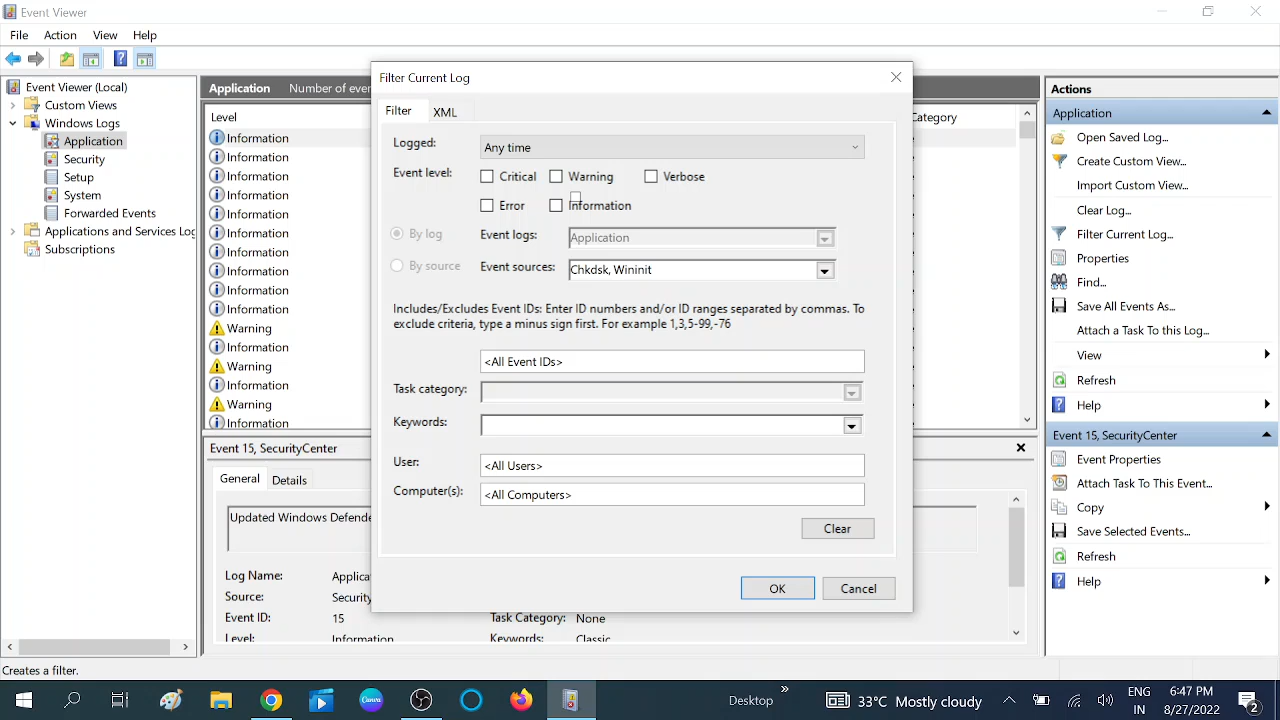 Event Viewer
File Action View Help
Event Viewer (Local)
Custom Views
Windows Logs
Application
Security
Setup
System
Forwarded Events
Applications and Services Log
Subscriptions
Application Number of ever
Level
ategory
Information
Information
Information
Information
Information
Information
Information
Information
Information
Information
Warning
Information
Warning
Information
Warning
Information
Event 15, SecurityCenter
General Details
Updated Windows Defende
Log Name: Applica
Source: Security
Event ID: 15 Task Category: None
Level: Information Keywords: Classic
Filter Current Log
Filter XML
Logged: Any time
Event level: Critical Warning Verbose
Error Information
By log Event logs: Application
By source Event sources: Chkdsk, Wininit
Includes/Excludes Event IDs: Enter ID numbers and/or ID ranges separated by commas. To
exclude criteria, type a minus sign first. For example 1,3,5-99,-76
<All Event IDs>
Task category:
Keywords:
User: <All Users>
Computer(s): <All Computers>
Clear
OK Cancel
Actions
Application
Open Saved Log...
Create Custom View...
Import Custom View...
Clear Log...
Filter Current Log...
Properties
Find...
Save All Events As...
Attach a Task To this Log...
View
Refresh
Help
Event 15, SecurityCenter
Event Properties
Attach Task To This Event...
Copy
Save Selected Events...
Refresh
Help
Creates a filter.
Canva
Desktop
33°C Mostly cloudy
ENG
IN
6:47 PM
8/27/2022
2